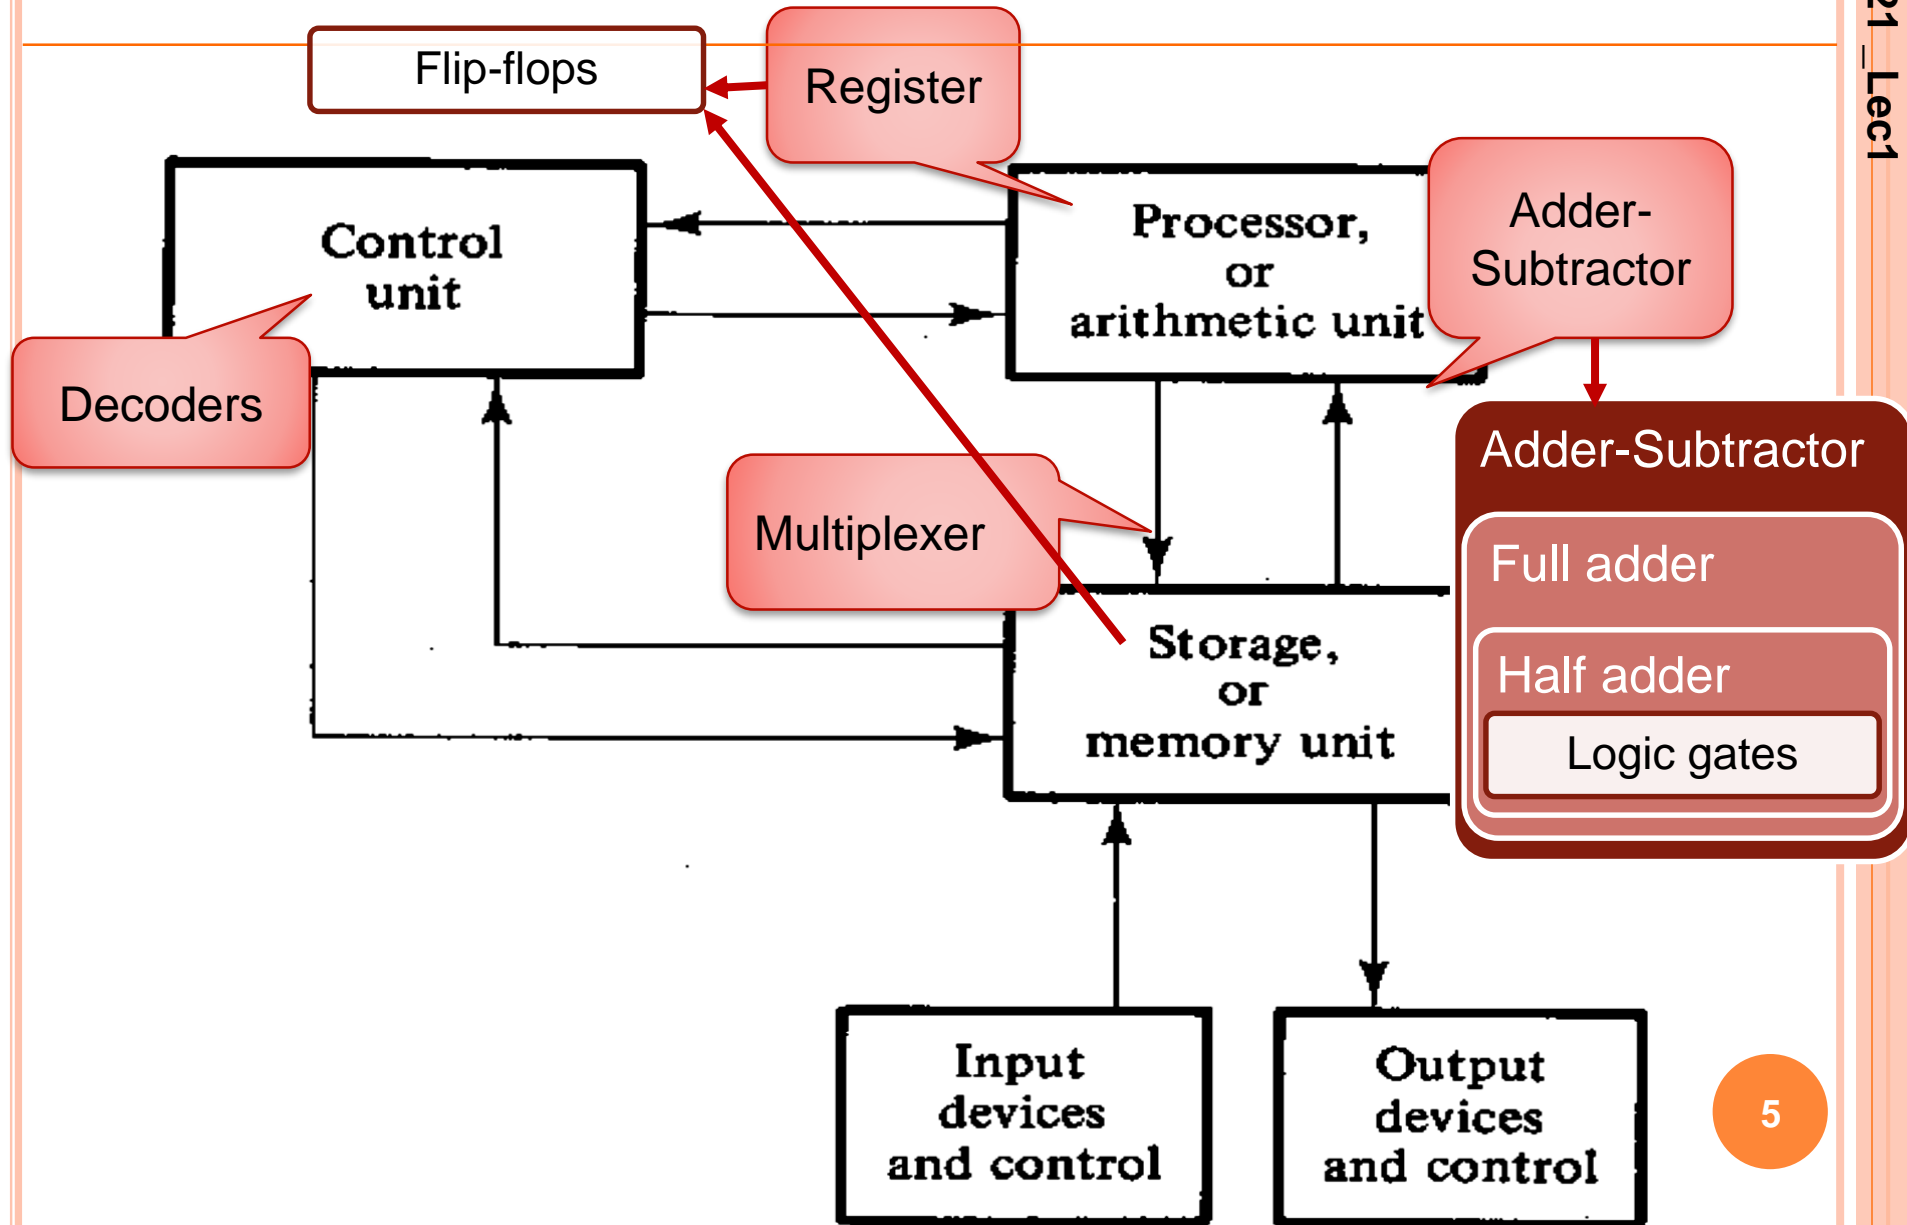 21_Lec1
Flip-flops
Register
Control
unit
Processor,
or
arithmetic unit
Adder-
Subtractor
Decoders
Adder-Subtractor
Multiplexer
Full adder
Storage,
or
memory unit
Half adder
Logic gates
Input
devices
and control
Output
devices
and control
5